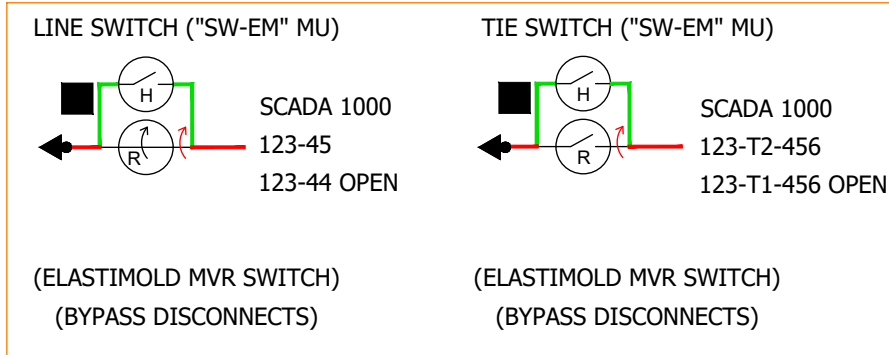 LINE SWITCH ("SW-EM" MU)
H
R
SCADA 1000
123-45
123-44 OPEN
(ELASTIMOLD MVR SWITCH)
(BYPASS DISCONNECTS)
TIE SWITCH ("SW-EM" MU)
H
R
SCADA 1000
123-T2-456
123-T1-456 OPEN
(ELASTIMOLD MVR SWITCH)
(BYPASS DISCONNECTS)